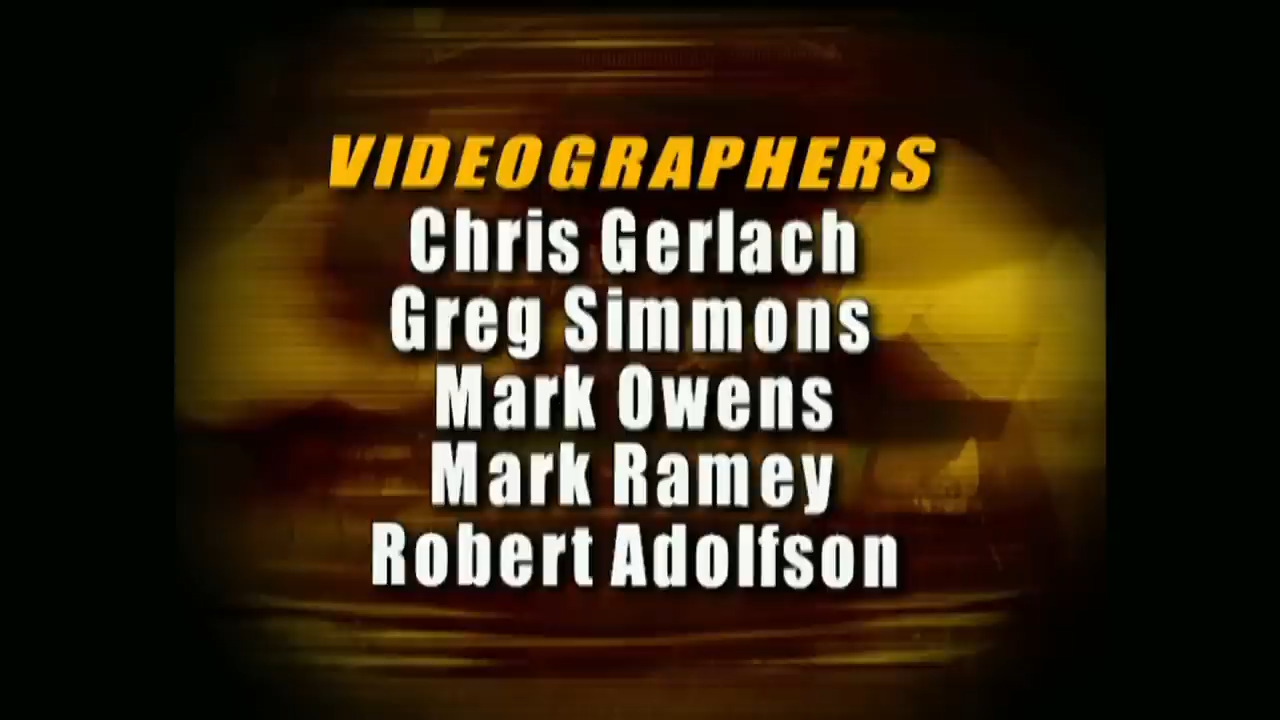 VIDEOGRAPHERS
Chris Gerlach
Greg Simmons
Mark Owens
Mark Ramey
Robert Adolfson